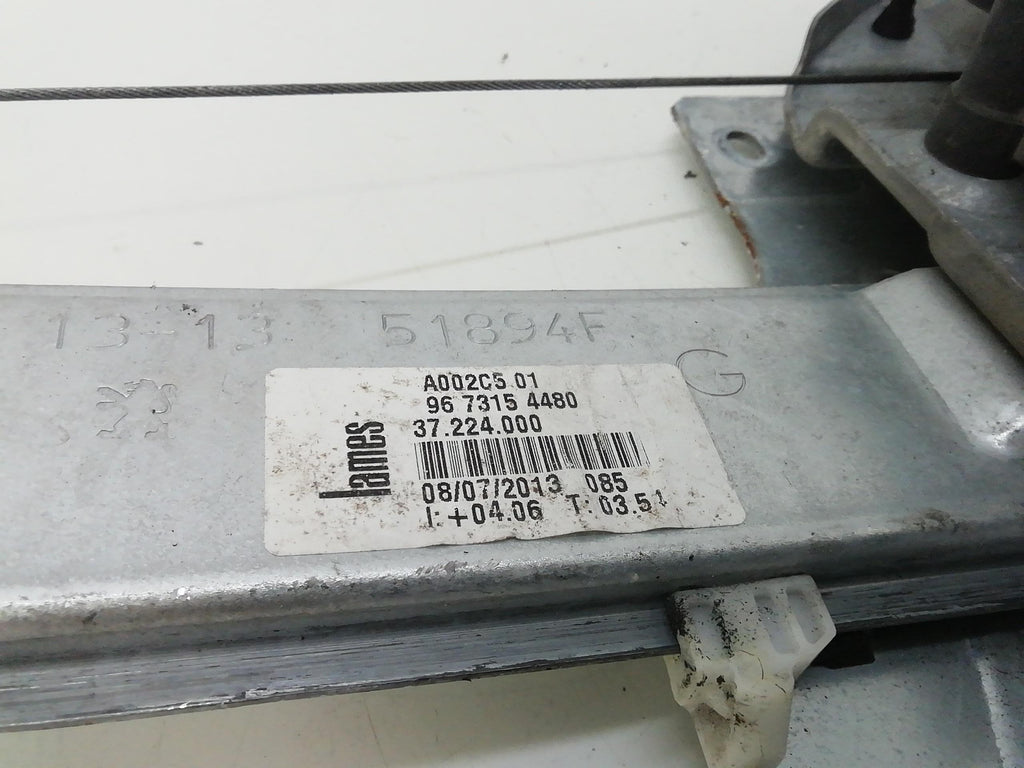 13-13 51894F
G
A002C5 01
96 7315 4480
37.224.000
lames
08/07/2013 085
I: +04.06 T: 03.51